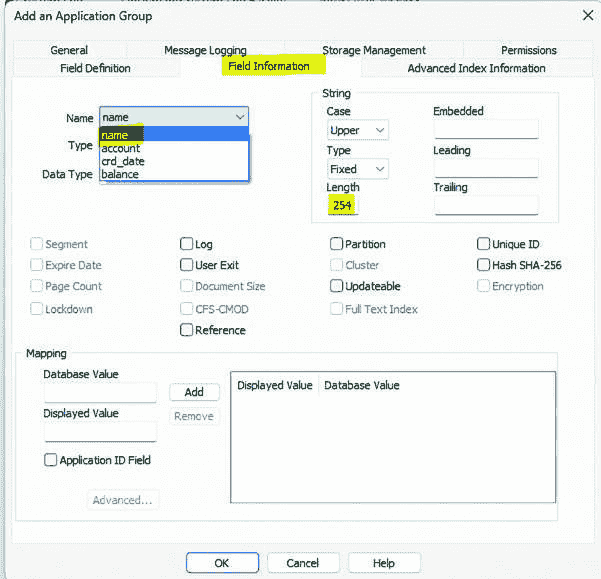 Add an Application Group
General Message Logging Storage Management Permissions
Field Definition Field Information Advanced Index Information
Name name
name
account
crd_date
balance
Type
Data Type
String
Case Embedded
Upper
Type Leading
Fixed
Length Trailing
254
Segment Log Partition Unique ID
Expire Date User Exit Cluster Hash SHA-256
Page Count Document Size Updateable Encryption
Lockdown CFS-CMOD Full Text Index
Reference
Mapping
Database Value
Add
Displayed Value
Remove
Application ID Field
Advanced...
Displayed Value Database Value
OK Cancel Help